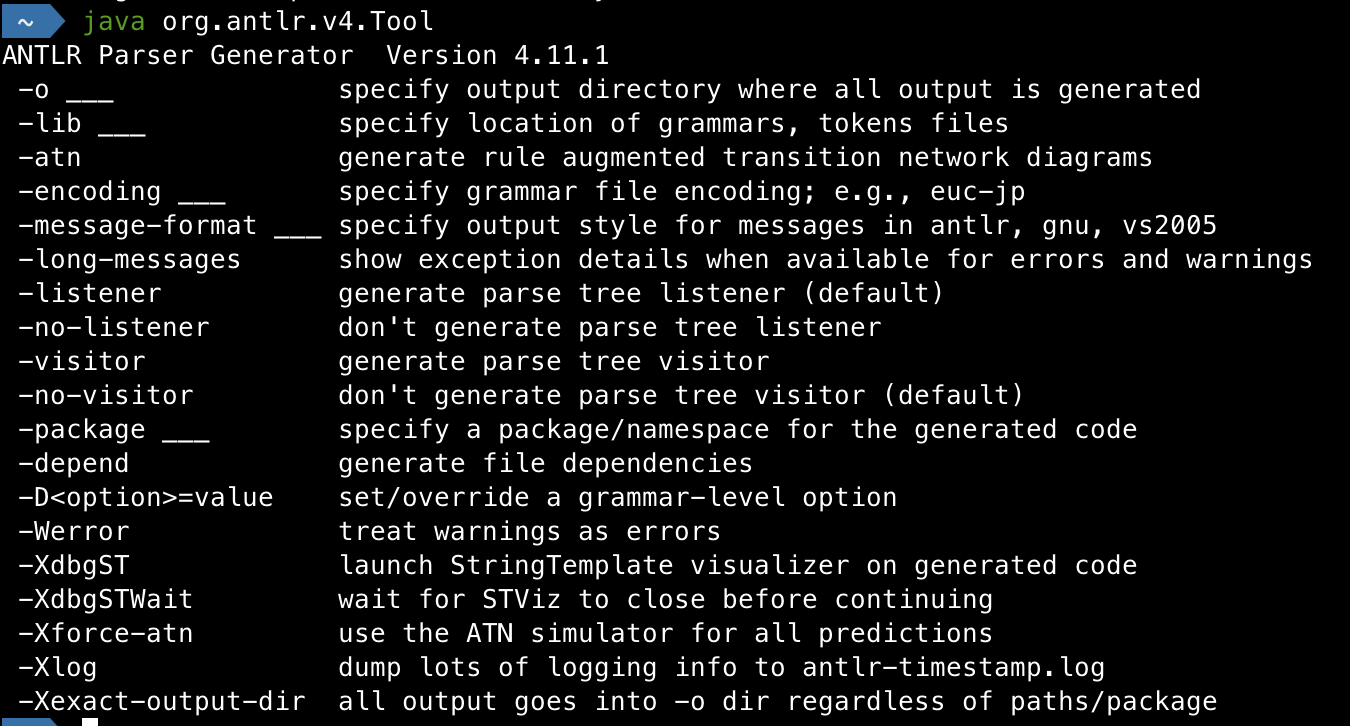 ~ java org.antlr.v4.Tool
ANTLR Parser Generator  Version 4.11.1
 -o ___              specify output directory where all output is generated
 -lib ___            specify location of grammars, tokens files
 -atn                generate rule augmented transition network diagrams
 -encoding ___       specify grammar file encoding; e.g., euc-jp
 -message-format ___ specify output style for messages in antlr, gnu, vs2005
 -long-messages      show exception details when available for errors and warnings
 -listener           generate parse tree listener (default)
 -no-listener        don't generate parse tree listener
 -visitor            generate parse tree visitor
 -no-visitor         don't generate parse tree visitor (default)
 -package ___        specify a package/namespace for the generated code
 -depend             generate file dependencies
 -D<option>=value    set/override a grammar-level option
 -Werror             treat warnings as errors
 -XdbgST             launch StringTemplate visualizer on generated code
 -XdbgSTWait         wait for STViz to close before continuing
 -Xforce-atn         use the ATN simulator for all predictions
 -Xlog               dump lots of logging info to antlr-timestamp.log
 -Xexact-output-dir  all output goes into -o dir regardless of paths/package